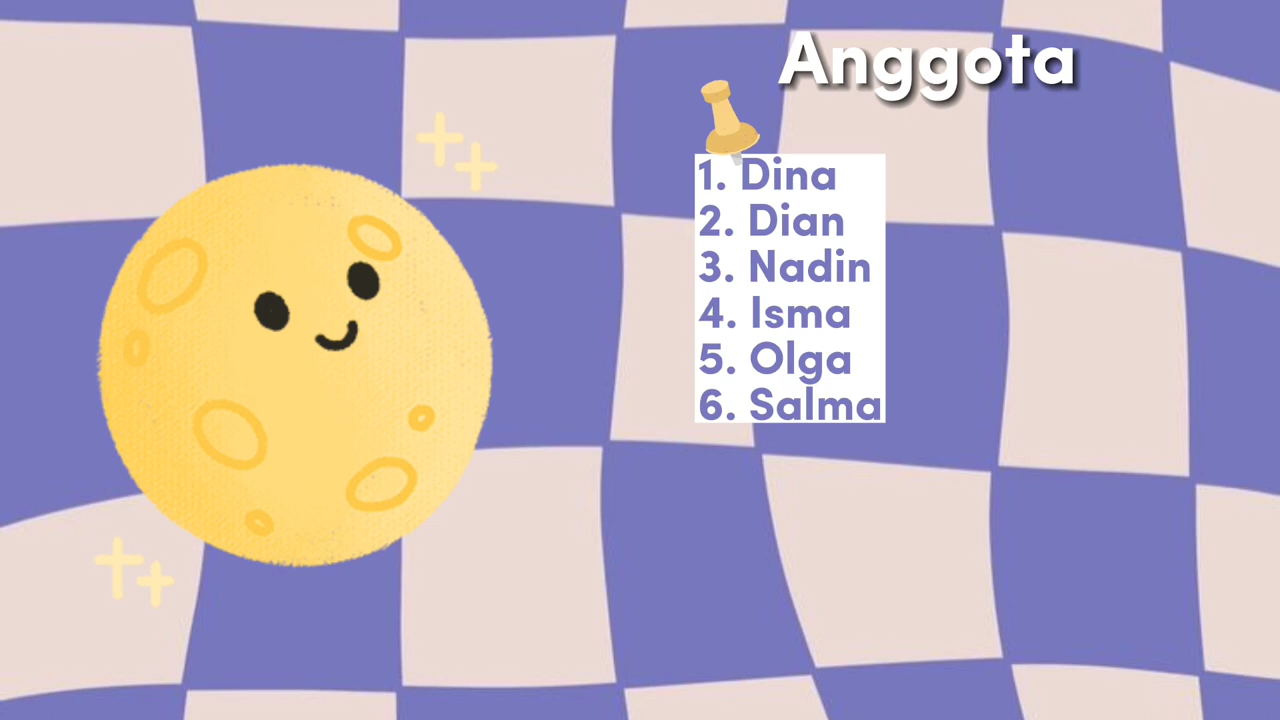 Anggota
1. Dina
2. Dian
3. Nadin
4. Isma
5. Olga
6. Salma